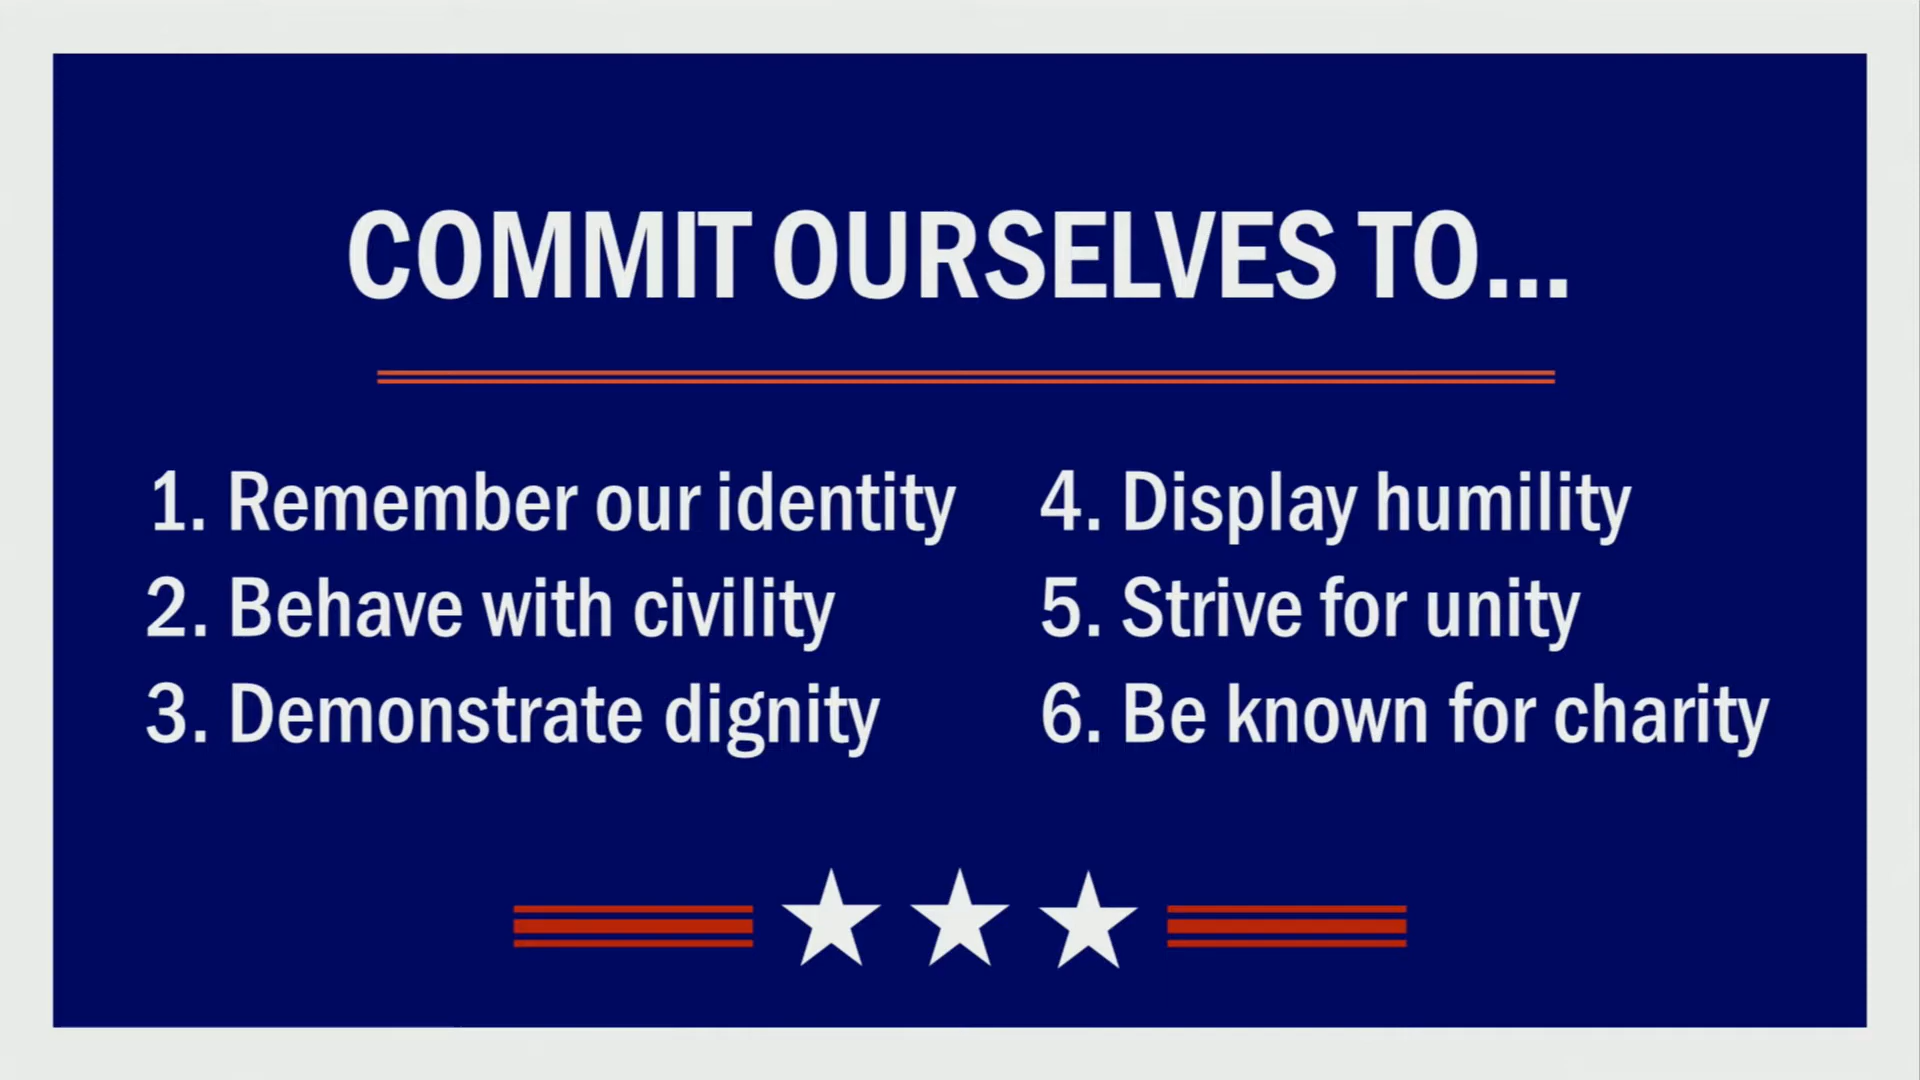 COMMIT OURSELVES TO...
1. Remember our identity
2. Behave with civility
3. Demonstrate dignity
4. Display humility
5. Strive for unity
6. Be known for charity